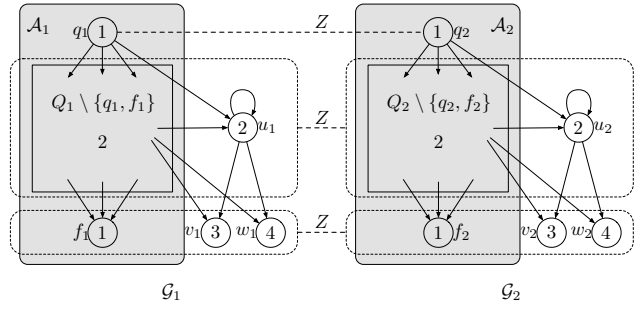 𝒜₁ q₁ 1 Z 1 q₂ 𝒜₂
Q₁ \ {q₁, f₁} Q₂ \ {q₂, f₂}
2 2 u₁ Z 2 2 u₂
f₁ 1 v₁ 3 w₁ 4 Z 1 f₂ v₂ 3 w₂ 4
𝒢₁ 𝒢₂